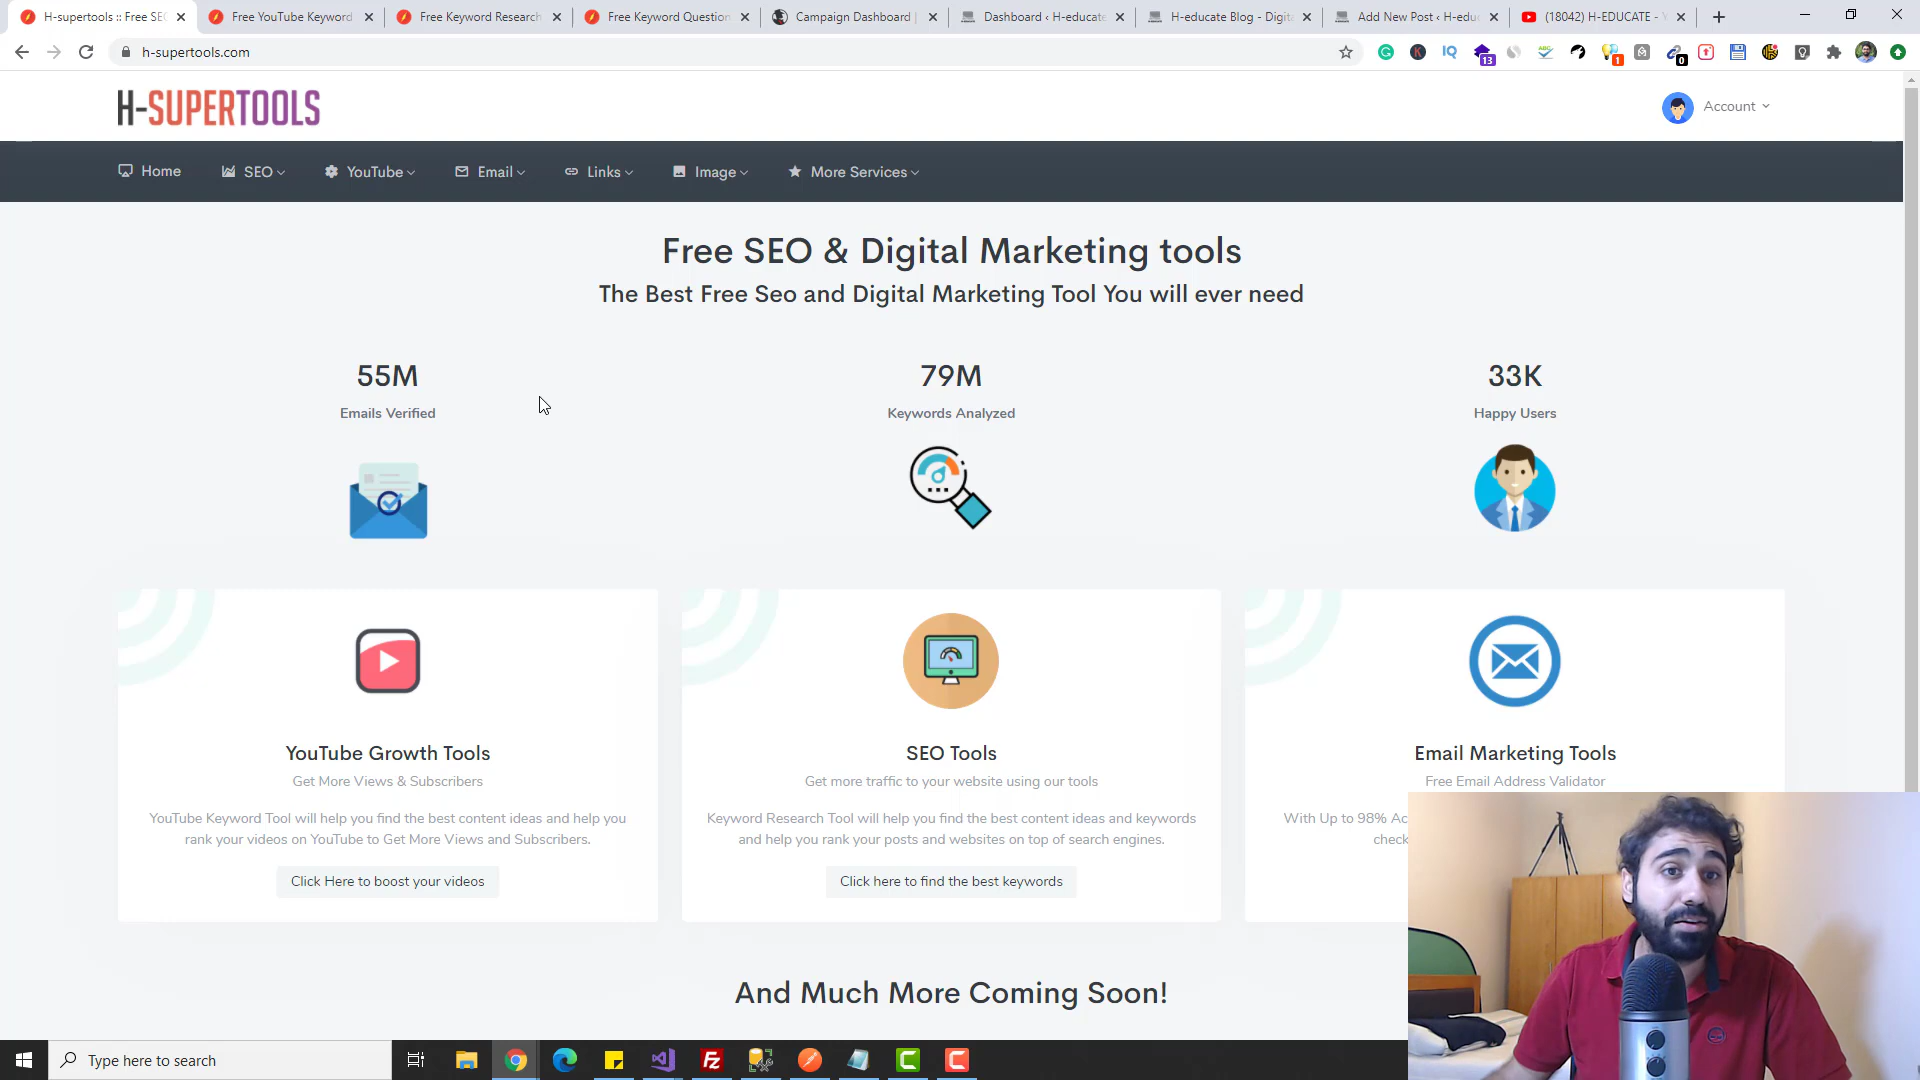 H-supertools :: Free SEO
Free YouTube Keyword
Free Keyword Research
Free Keyword Question
Campaign Dashboard |
Dashboard ‹ H-educate
H-educate Blog - Digita
Add New Post ‹ H-edu
(18042) H-EDUCATE - Y
h-supertools.com
IQ
13
ABC
1
0
H-SUPERTOOLS
Account
Home
SEO
YouTube
Email
Links
Image
More Services
Free SEO & Digital Marketing tools
The Best Free Seo and Digital Marketing Tool You will ever need
55M
Emails Verified
79M
Keywords Analyzed
33K
Happy Users
YouTube Growth Tools
Get More Views & Subscribers
YouTube Keyword Tool will help you find the best content ideas and help you
rank your videos on YouTube to Get More Views and Subscribers.
Click Here to boost your videos
SEO Tools
Get more traffic to your website using our tools
Keyword Research Tool will help you find the best content ideas and keywords
and help you rank your posts and websites on top of search engines.
Click here to find the best keywords
Email Marketing Tools
Free Email Address Validator
With Up to 98% Ac
check
And Much More Coming Soon!
Type here to search